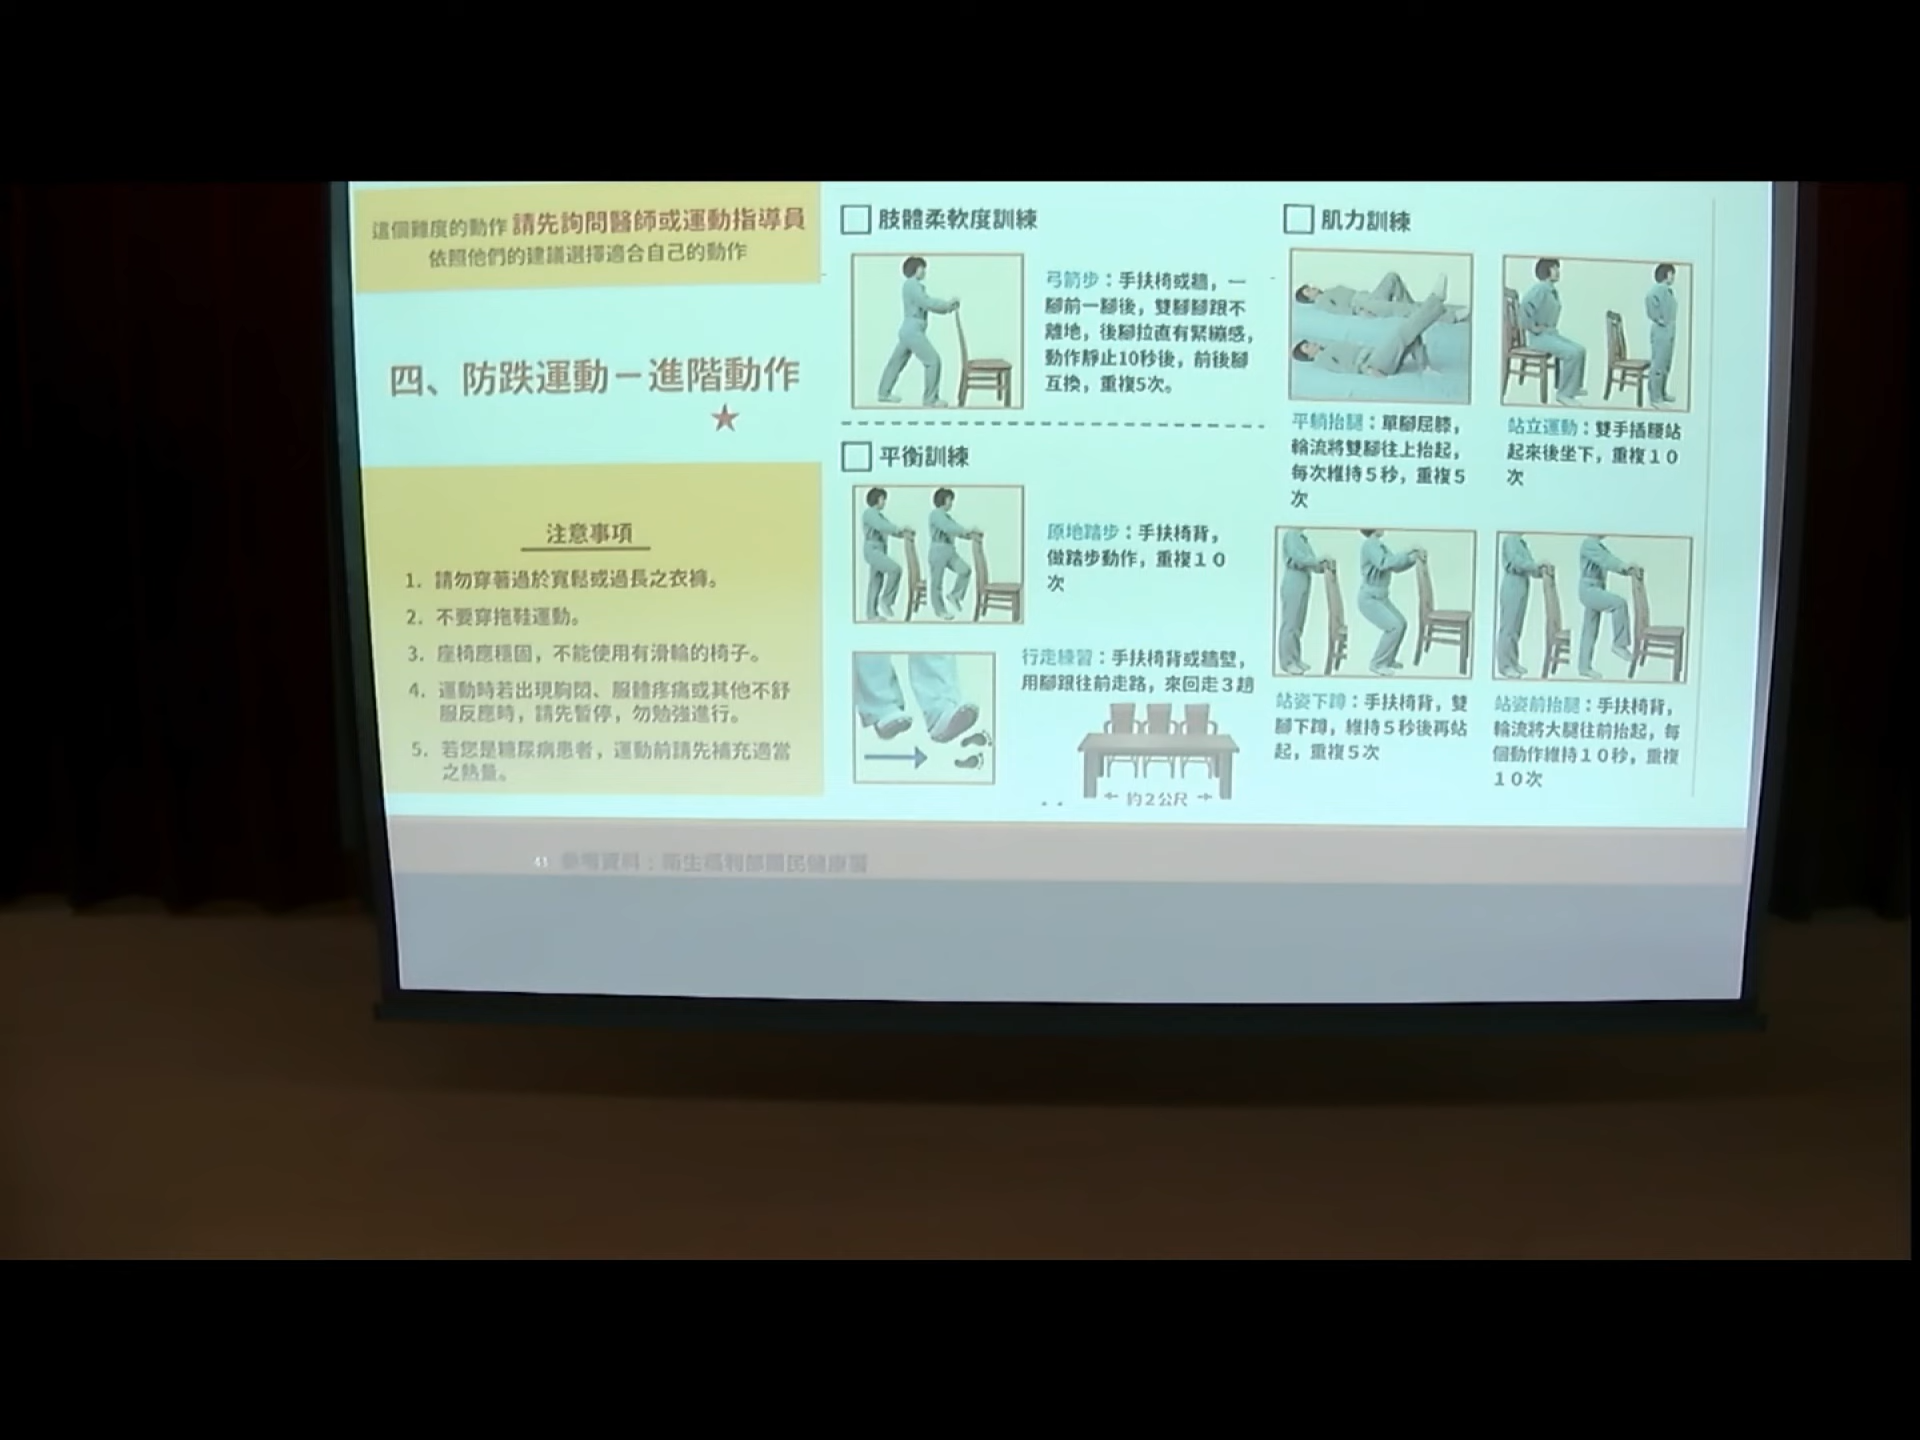 這個難度的動作 請先詢問醫師或運動指導員
依照他們的建議選擇適合自己的動作
四、防跌運動－進階動作
注意事項
1. 請勿穿著過於寬鬆或過長之衣褲。
2. 不要穿拖鞋運動。
3. 座椅應穩固，不能使用有滑輪的椅子。
4. 運動時若出現胸悶、肢體疼痛或其他不舒
服反應時，請先暫停，勿勉強進行。
5. 若您是糖尿病患者，運動前請先補充適當
之熱量。
肢體柔軟度訓練
弓箭步：手扶椅或牆，一
腳前一腳後，雙腳腳跟不
離地，後腳拉直有緊繃感，
動作靜止10秒後，前後腳
互換，重複5次。
平衡訓練
原地踏步：手扶椅背，
做踏步動作，重複１０
次
行走練習：手扶椅背或牆壁，
用腳跟往前走路，來回走３趟
約２公尺
肌力訓練
平躺抬腿：單腳屈膝，
輪流將雙腳往上抬起，
每次維持５秒，重複５
次
站立運動：雙手插腰站
起來後坐下，重複１０
次
站姿下蹲：手扶椅背，雙
腳下蹲，維持５秒後再站
起，重複５次
站姿前抬腿：手扶椅背，
輪流將大腿往前抬起，每
個動作維持１０秒，重複
１０次
43 參考資料：衛生福利部國民健康署